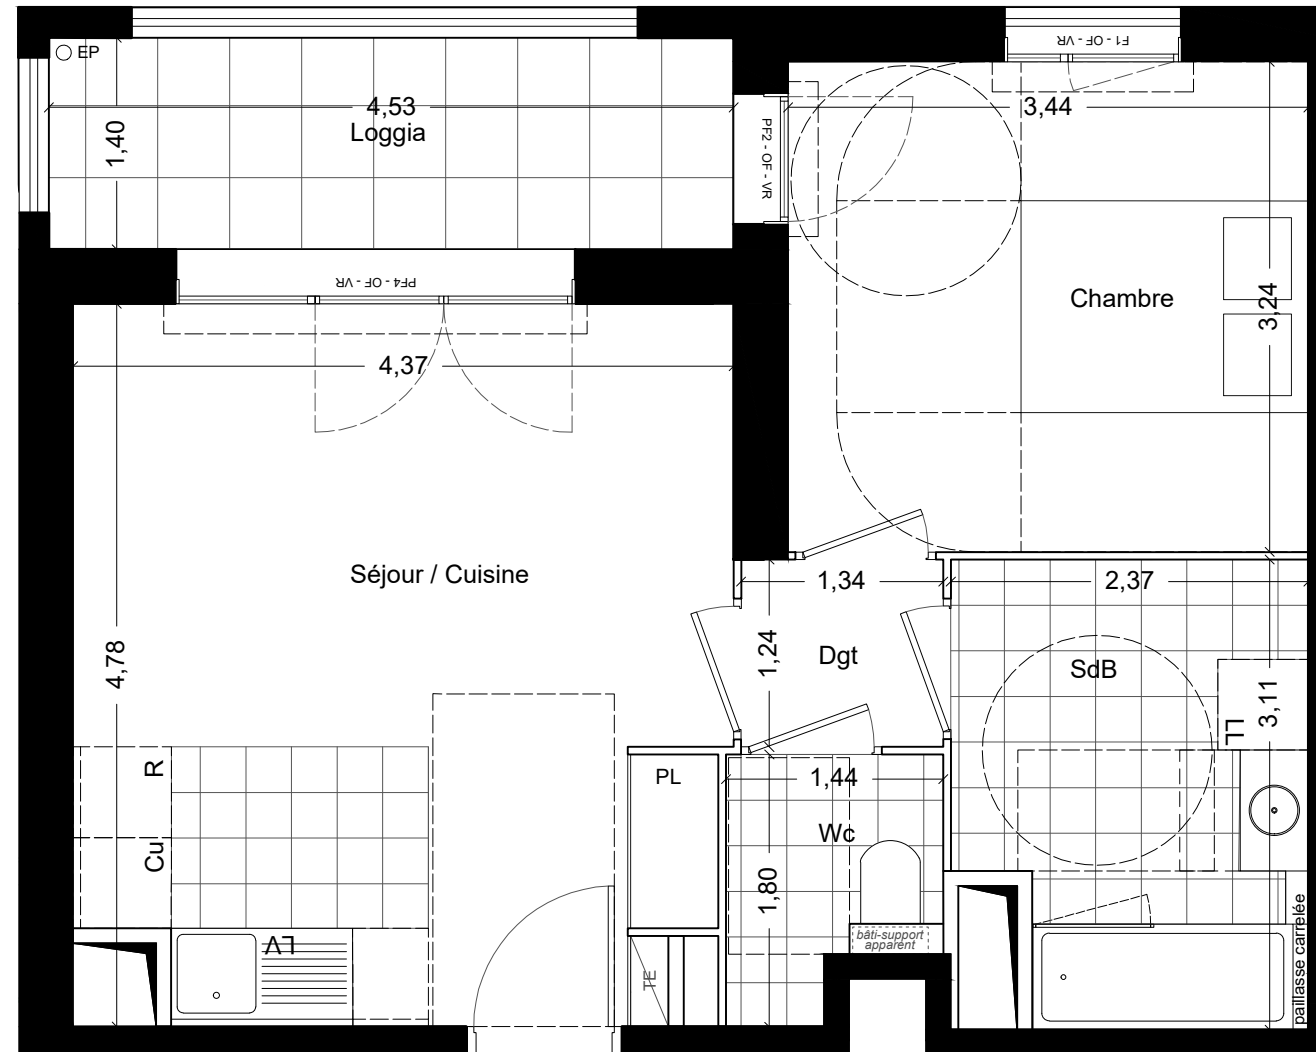 EP
F1 - OF - VR
4,53
Loggia
1,40
3,44
PF2 - OF - VR
PF4 - OF - VR
Chambre
3,24
4,37
Séjour / Cuisine
1,34
2,37
4,78
1,24
Dgt
SdB
3,11
LL
R
PL
1,44
Cu
Wc
1,80
LV
TE
bâti-support
apparent
paillasse carrelée